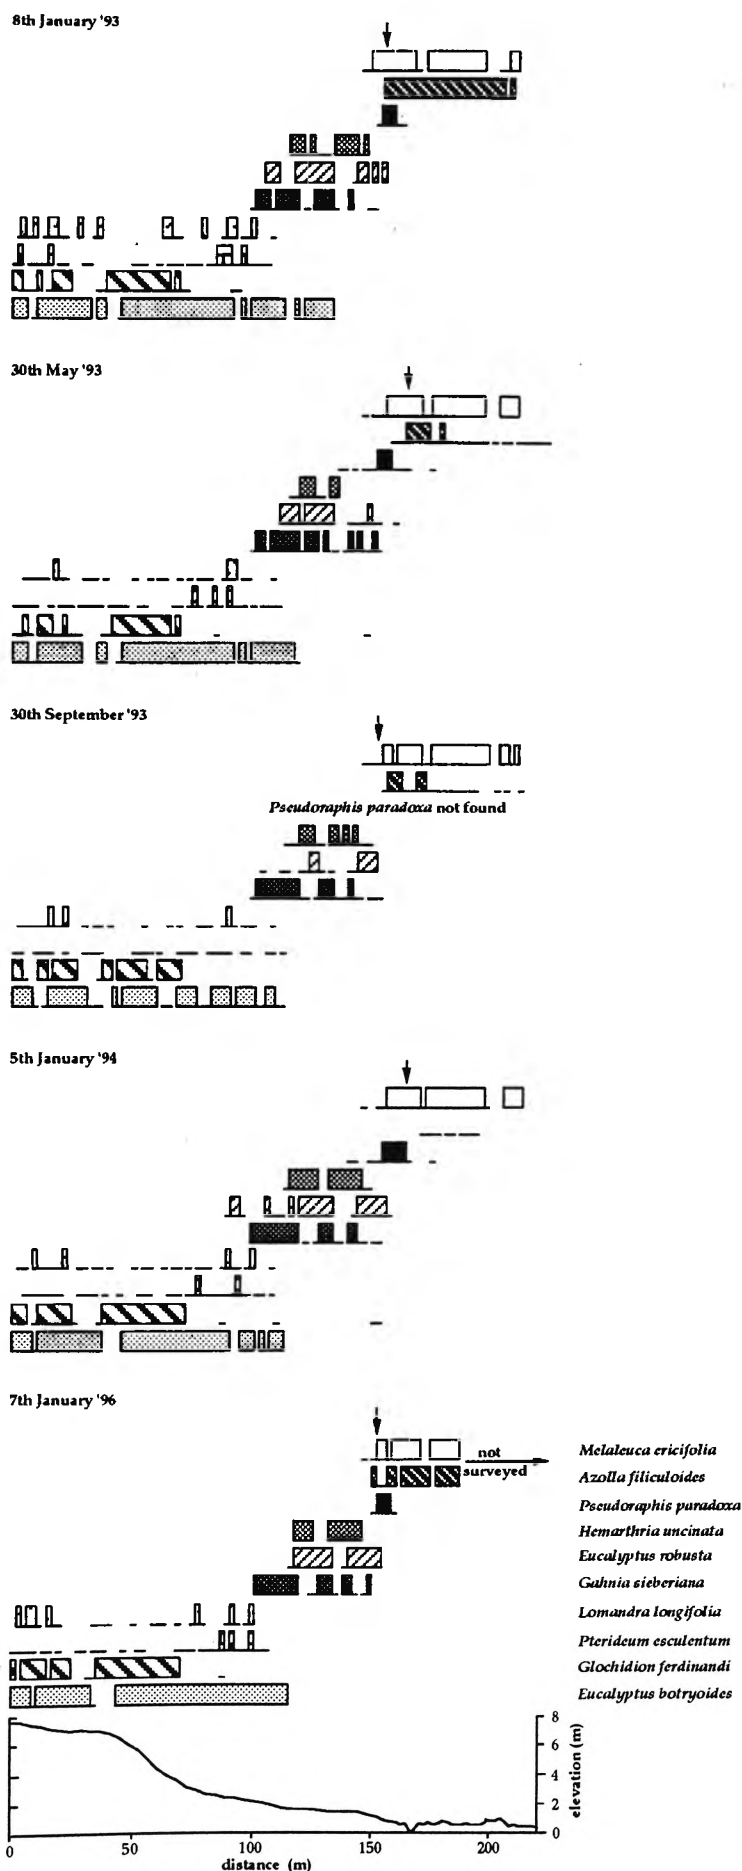 8th January '93
30th May '93
30th September '93
Pseudoraphis paradoxa not found
5th January '94
7th January '96
not
surveyed
Melaleuca ericifolia
Azolla filiculoides
Pseudoraphis paradoxa
Hemarthria uncinata
Eucalyptus robusta
Gahnia sieberiana
Lomandra longifolia
Pterideum esculentum
Glochidion ferdinandi
Eucalyptus botryoides
8
6
4
2
0
elevation (m)
0 50 100 150 200
distance (m)